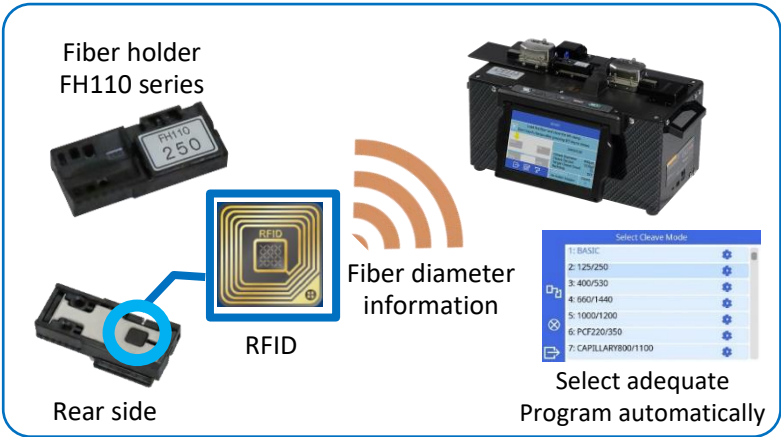 Fiber holder
FH110 series
FH110
250
RFID
Fiber diameter
information
RFID
Rear side
Select Cleave Mode
1: BASIC
2: 125/250
3: 400/530
4: 660/1440
5: 1000/1200
6: PCF220/350
7: CAPILLARY800/1100
Select adequate
Program automatically